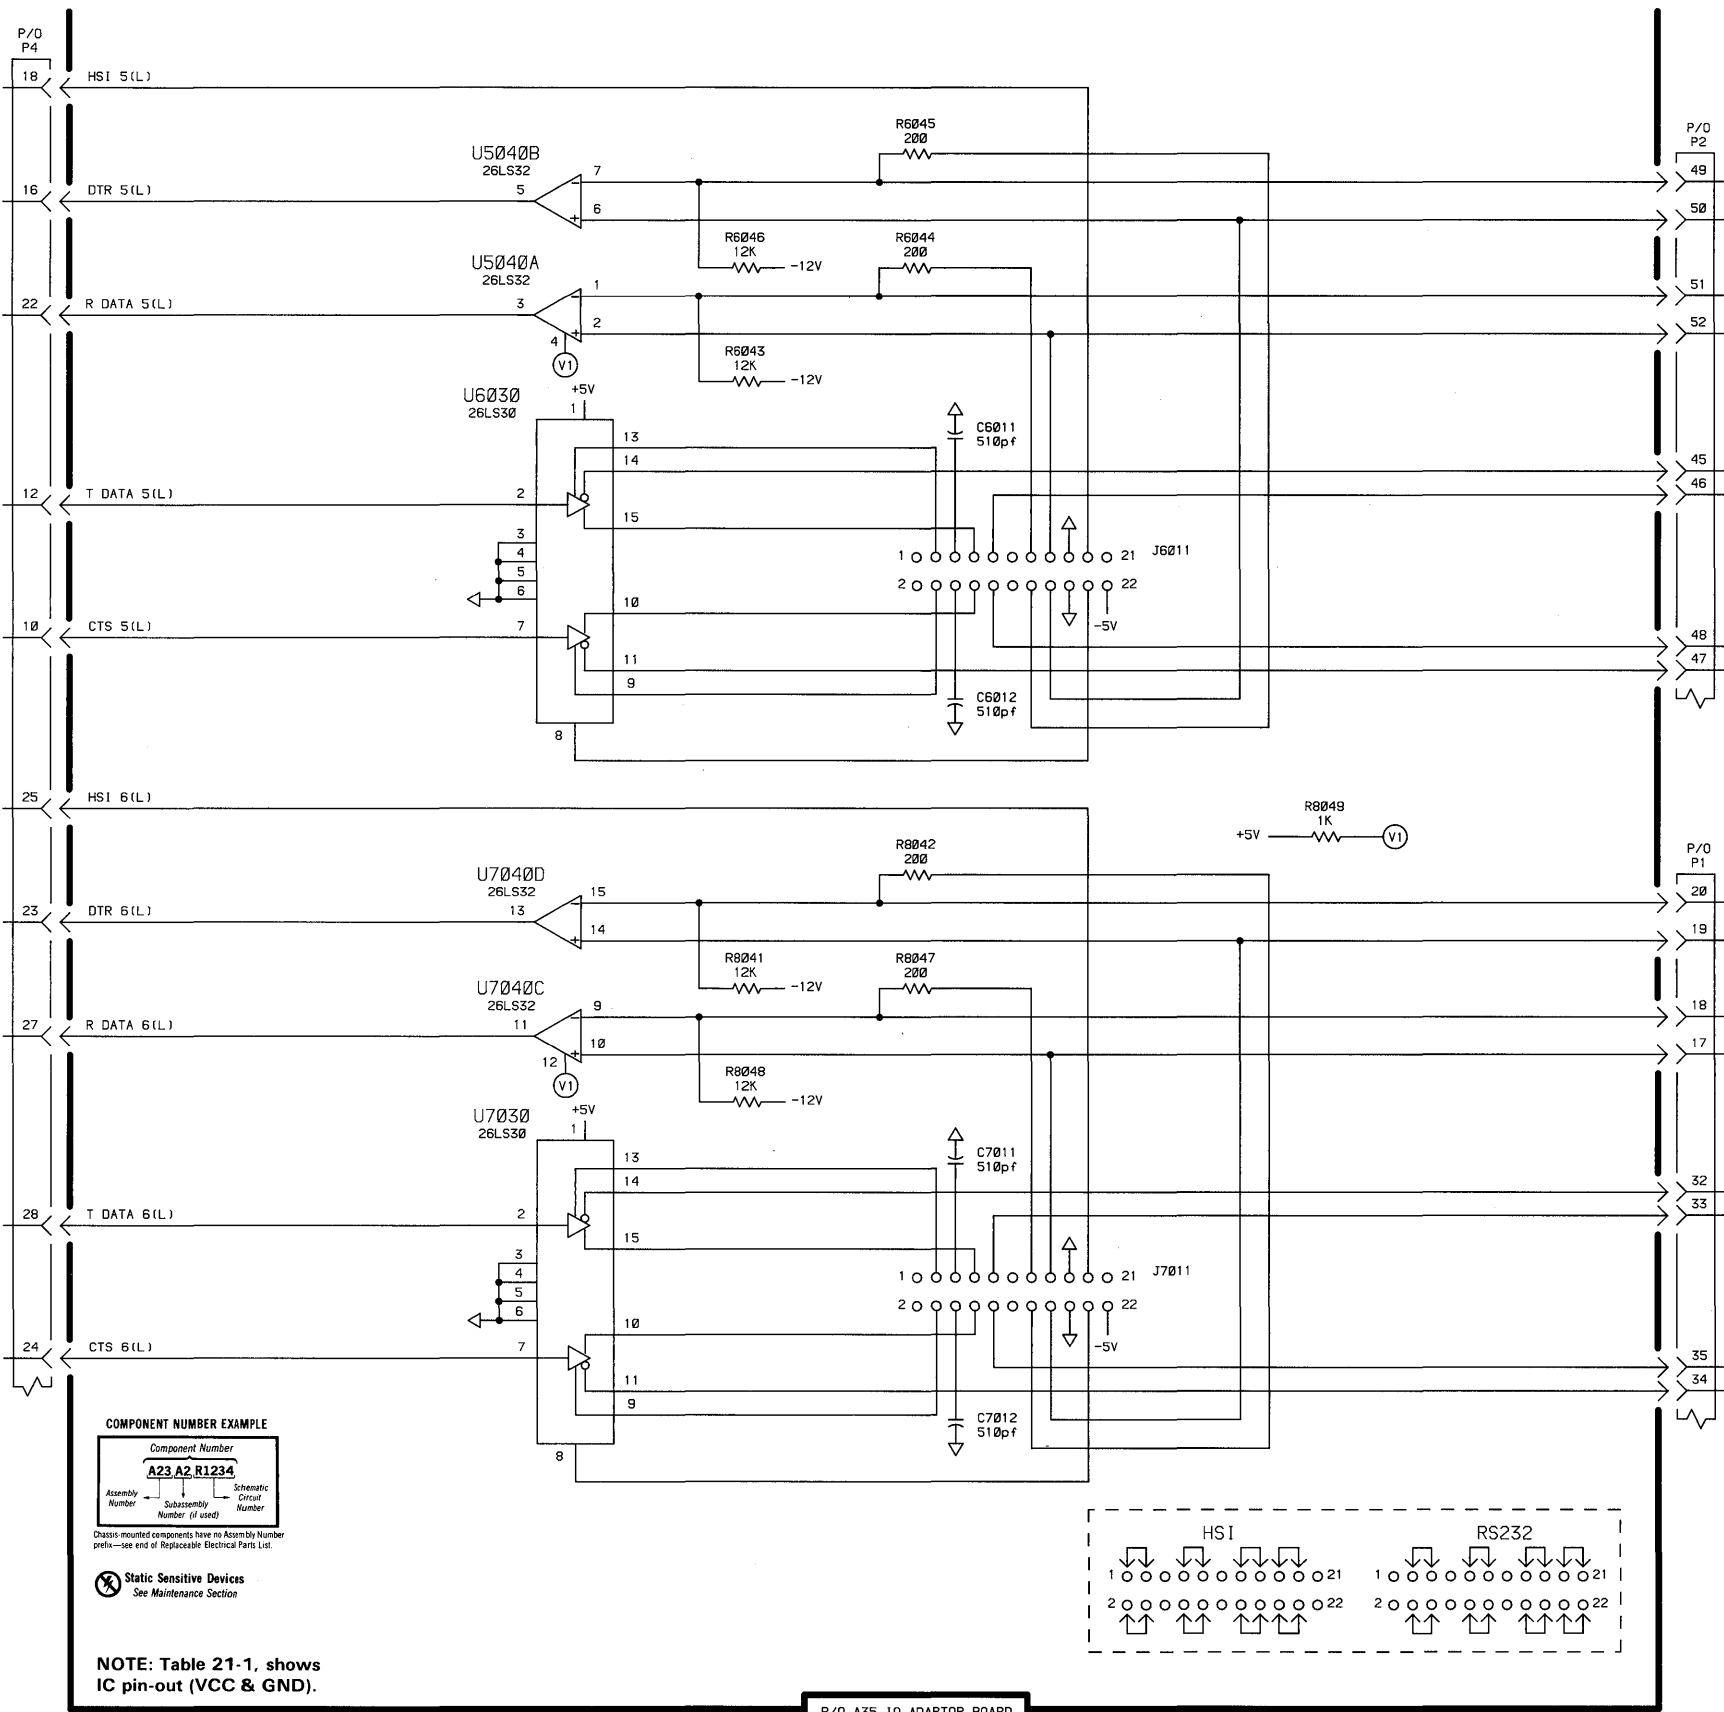 P/O
P4
18 HSI 5(L)
R6045
200
P/O
P2
U5040B
26LS32
7
49
16 DTR 5(L)
5
6
50
R6046
12K
-12V
R6044
200
U5040A
26LS32
1
51
22 R DATA 5(L)
3
2
52
4
V1
R6043
12K
-12V
U6030
26LS30
+5V
1
C6011
510pf
13
14
45
12 T DATA 5(L)
2
46
15
3
4
5
6
1 21 J6011
2 22
-5V
10
10 CTS 5(L)
7
48
11
47
9
C6012
510pf
8
25 HSI 6(L)
R8049
1K
+5V V1
R8042
200
P/O
P1
U7040D
26LS32
15
20
23 DTR 6(L)
13
14
19
R8041
12K
-12V
R8047
200
U7040C
26LS32
9
18
27 R DATA 6(L)
11
10
17
12
V1
R8048
12K
-12V
U7030
26LS30
+5V
1
C7011
510pf
13
14
32
28 T DATA 6(L)
2
33
15
3
4
5
6
1 21 J7011
2 22
-5V
10
24 CTS 6(L)
7
35
11
34
9
C7012
510pf
8
COMPONENT NUMBER EXAMPLE
Component Number
A23 A2 R1234
Assembly
Number
Subassembly
Number (if used)
Schematic
Circuit
Number
Chassis-mounted components have no Assembly Number
prefix—see end of Replaceable Electrical Parts List.
Static Sensitive Devices
See Maintenance Section
HSI RS232
1 21 1 21
2 22 2 22
NOTE: Table 21-1, shows
IC pin-out (VCC & GND).
P/O A35 IO ADAPTOR BOARD